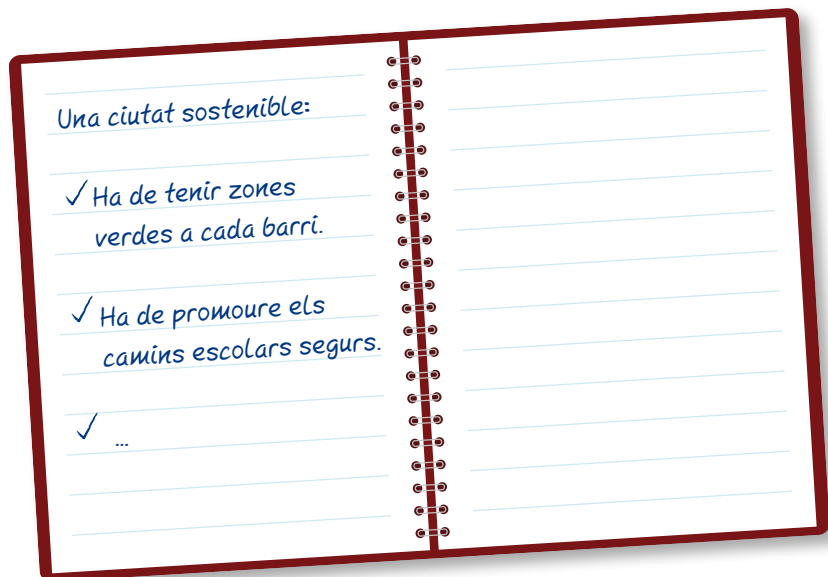 Una ciutat sostenible:
✓ Ha de tenir zones
verdes a cada barri.
✓ Ha de promoure els
camins escolars segurs.
✓ ...